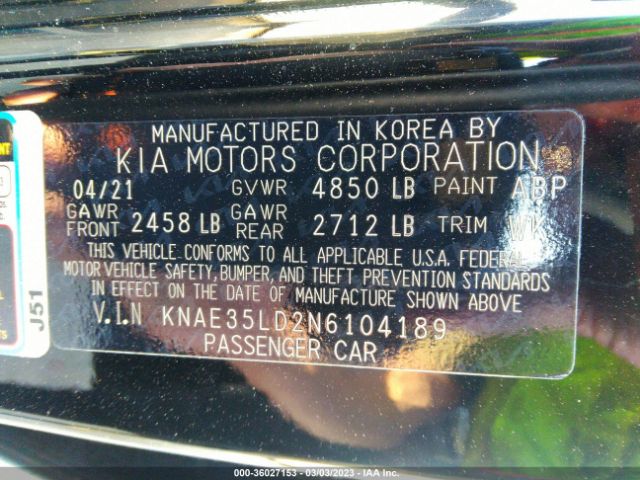 MANUFACTURED IN KOREA BY
KIA MOTORS CORPORATION
04/21 GVWR 4850 LB PAINT ABP
GAWR FRONT 2458 LB GAWR REAR 2712 LB TRIM WK
THIS VEHICLE CONFORMS TO ALL APPLICABLE U.S.A. FEDERAL
MOTOR VEHICLE SAFETY, BUMPER, AND THEFT PREVENTION STANDARDS
IN EFFECT ON THE DATE OF MANUFACTURE SHOWN ABOVE
V.I.N KNAE35LD2N6104189
PASSENGER CAR
J51
000-36027153 - 03/03/2023 - IAA Inc.